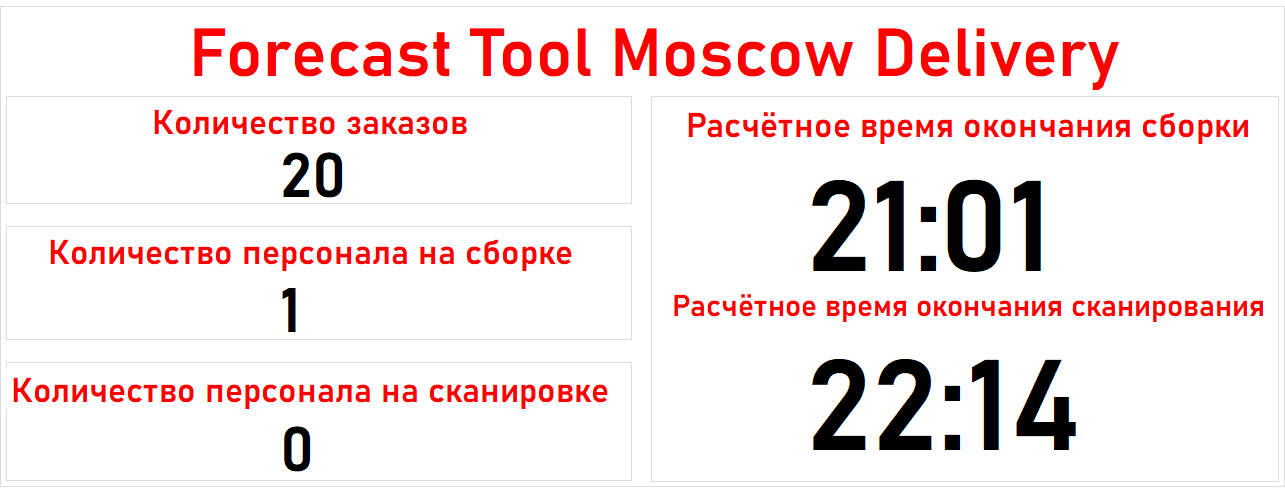 Forecast Tool Moscow Delivery
Количество заказов
20
Количество персонала на сборке
1
Количество персонала на сканировке
0
Расчётное время окончания сборки
21:01
Расчётное время окончания сканирования
22:14